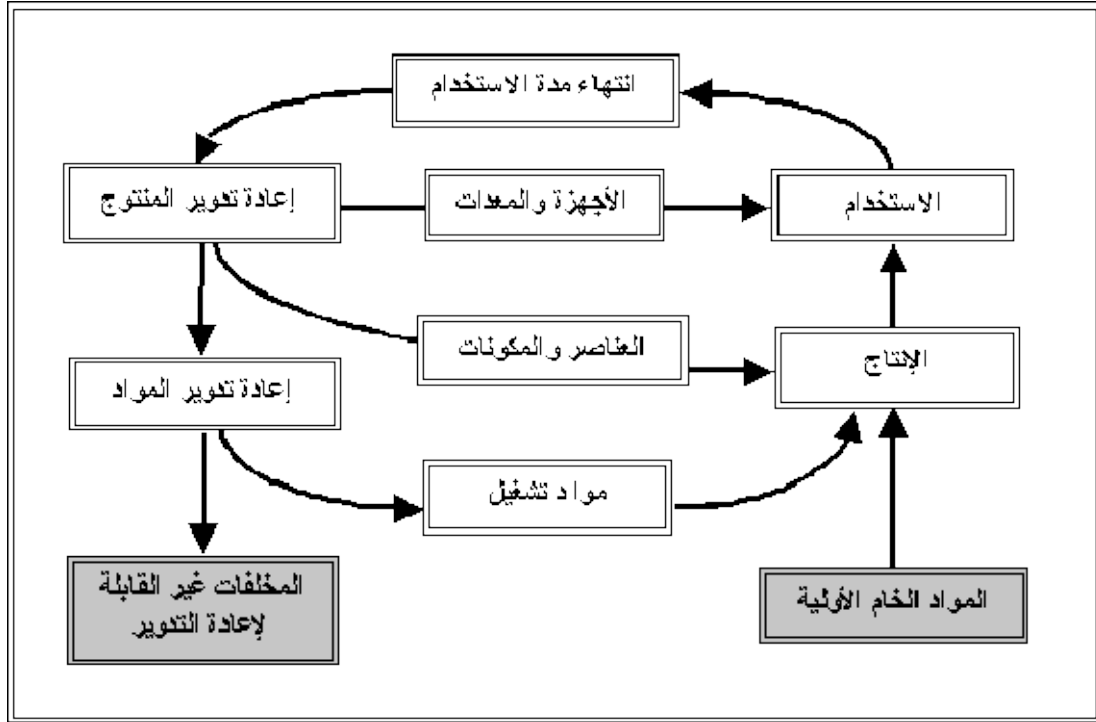 انتهاء مدة الاستخدام
الاستخدام
الأجهزة والمعدات
إعادة تدوير المنتوج
الإنتاج
العناصر والمكونات
إعادة تدوير المواد
مواد تشغيل
المواد الخام الأولية
المخلفات غير القابلة
لإعادة التدوير